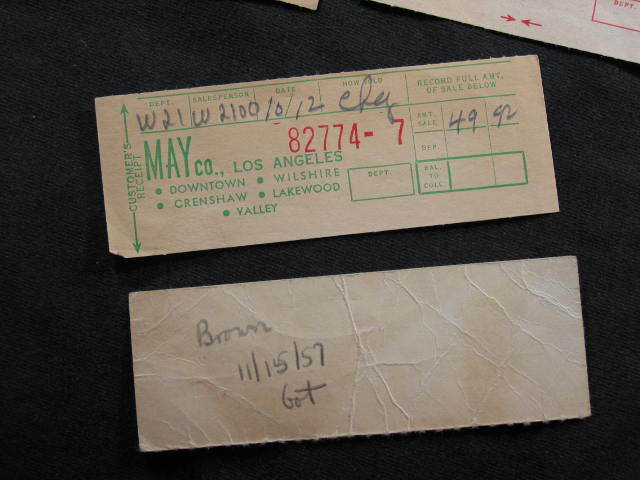 DEPT.
DEPT. SALESPERSON DATE HOW SOLD RECORD FULL AMT. OF SALE BELOW
W21 W2100 10/12 Chg
82774-7
AMT. SALE 49 92
DEP.
BAL. TO COLL.
CUSTOMER'S RECEIPT
MAY CO., LOS ANGELES
• DOWNTOWN • WILSHIRE
• CRENSHAW • LAKEWOOD
• VALLEY
DEPT.
Brown
11/15/57
Got